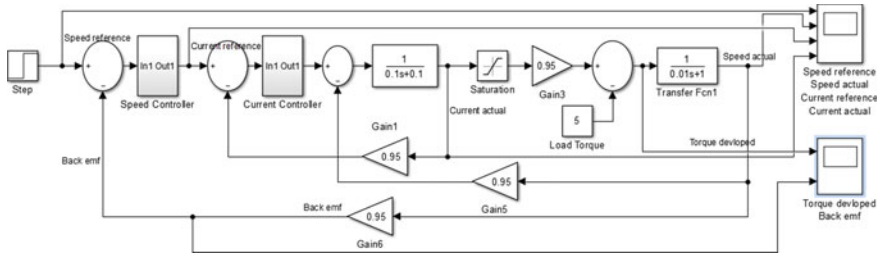 Speed reference
Step
+
−
In1 Out1
Speed Controller
Current reference
+
−
In1 Out1
Current Controller
+
−
1
0.1s+0.1
Current actual
Saturation
0.95
Gain3
+
−
5
Load Torque
1
0.01s+1
Transfer Fcn1
Speed actual
Speed reference
Speed actual
Current reference
Current actual
Gain1
0.95
Torque devloped
Back emf
0.95
Gain5
Back emf
0.95
Gain6
Torque devloped
Back emf